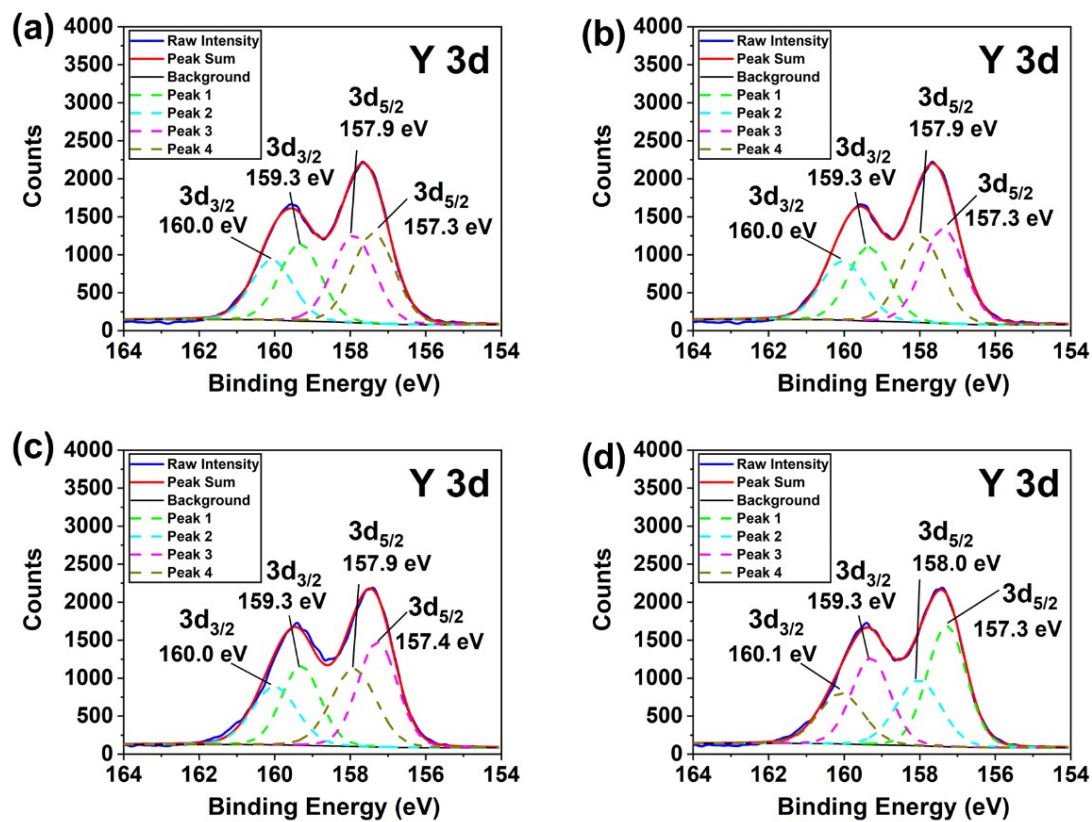 (a)
Y 3d
Raw Intensity
Peak Sum
Background
Peak 1
Peak 2
Peak 3
Peak 4
3d3/2
160.0 eV
3d3/2
159.3 eV
3d5/2
157.9 eV
3d5/2
157.3 eV
Counts
4000
3500
3000
2500
2000
1500
1000
500
0
164 162 160 158 156 154
Binding Energy (eV)
(b)
Y 3d
Raw Intensity
Peak Sum
Background
Peak 1
Peak 2
Peak 3
Peak 4
3d3/2
160.0 eV
3d3/2
159.3 eV
3d5/2
157.9 eV
3d5/2
157.3 eV
Counts
4000
3500
3000
2500
2000
1500
1000
500
0
164 162 160 158 156 154
Binding Energy (eV)
(c)
Y 3d
Raw Intensity
Peak Sum
Background
Peak 1
Peak 2
Peak 3
Peak 4
3d3/2
160.0 eV
3d3/2
159.3 eV
3d5/2
157.9 eV
3d5/2
157.4 eV
Counts
4000
3500
3000
2500
2000
1500
1000
500
0
164 162 160 158 156 154
Binding Energy (eV)
(d)
Y 3d
Raw Intensity
Peak Sum
Background
Peak 1
Peak 2
Peak 3
Peak 4
3d3/2
160.1 eV
3d3/2
159.3 eV
3d5/2
158.0 eV
3d5/2
157.3 eV
Counts
4000
3500
3000
2500
2000
1500
1000
500
0
164 162 160 158 156 154
Binding Energy (eV)